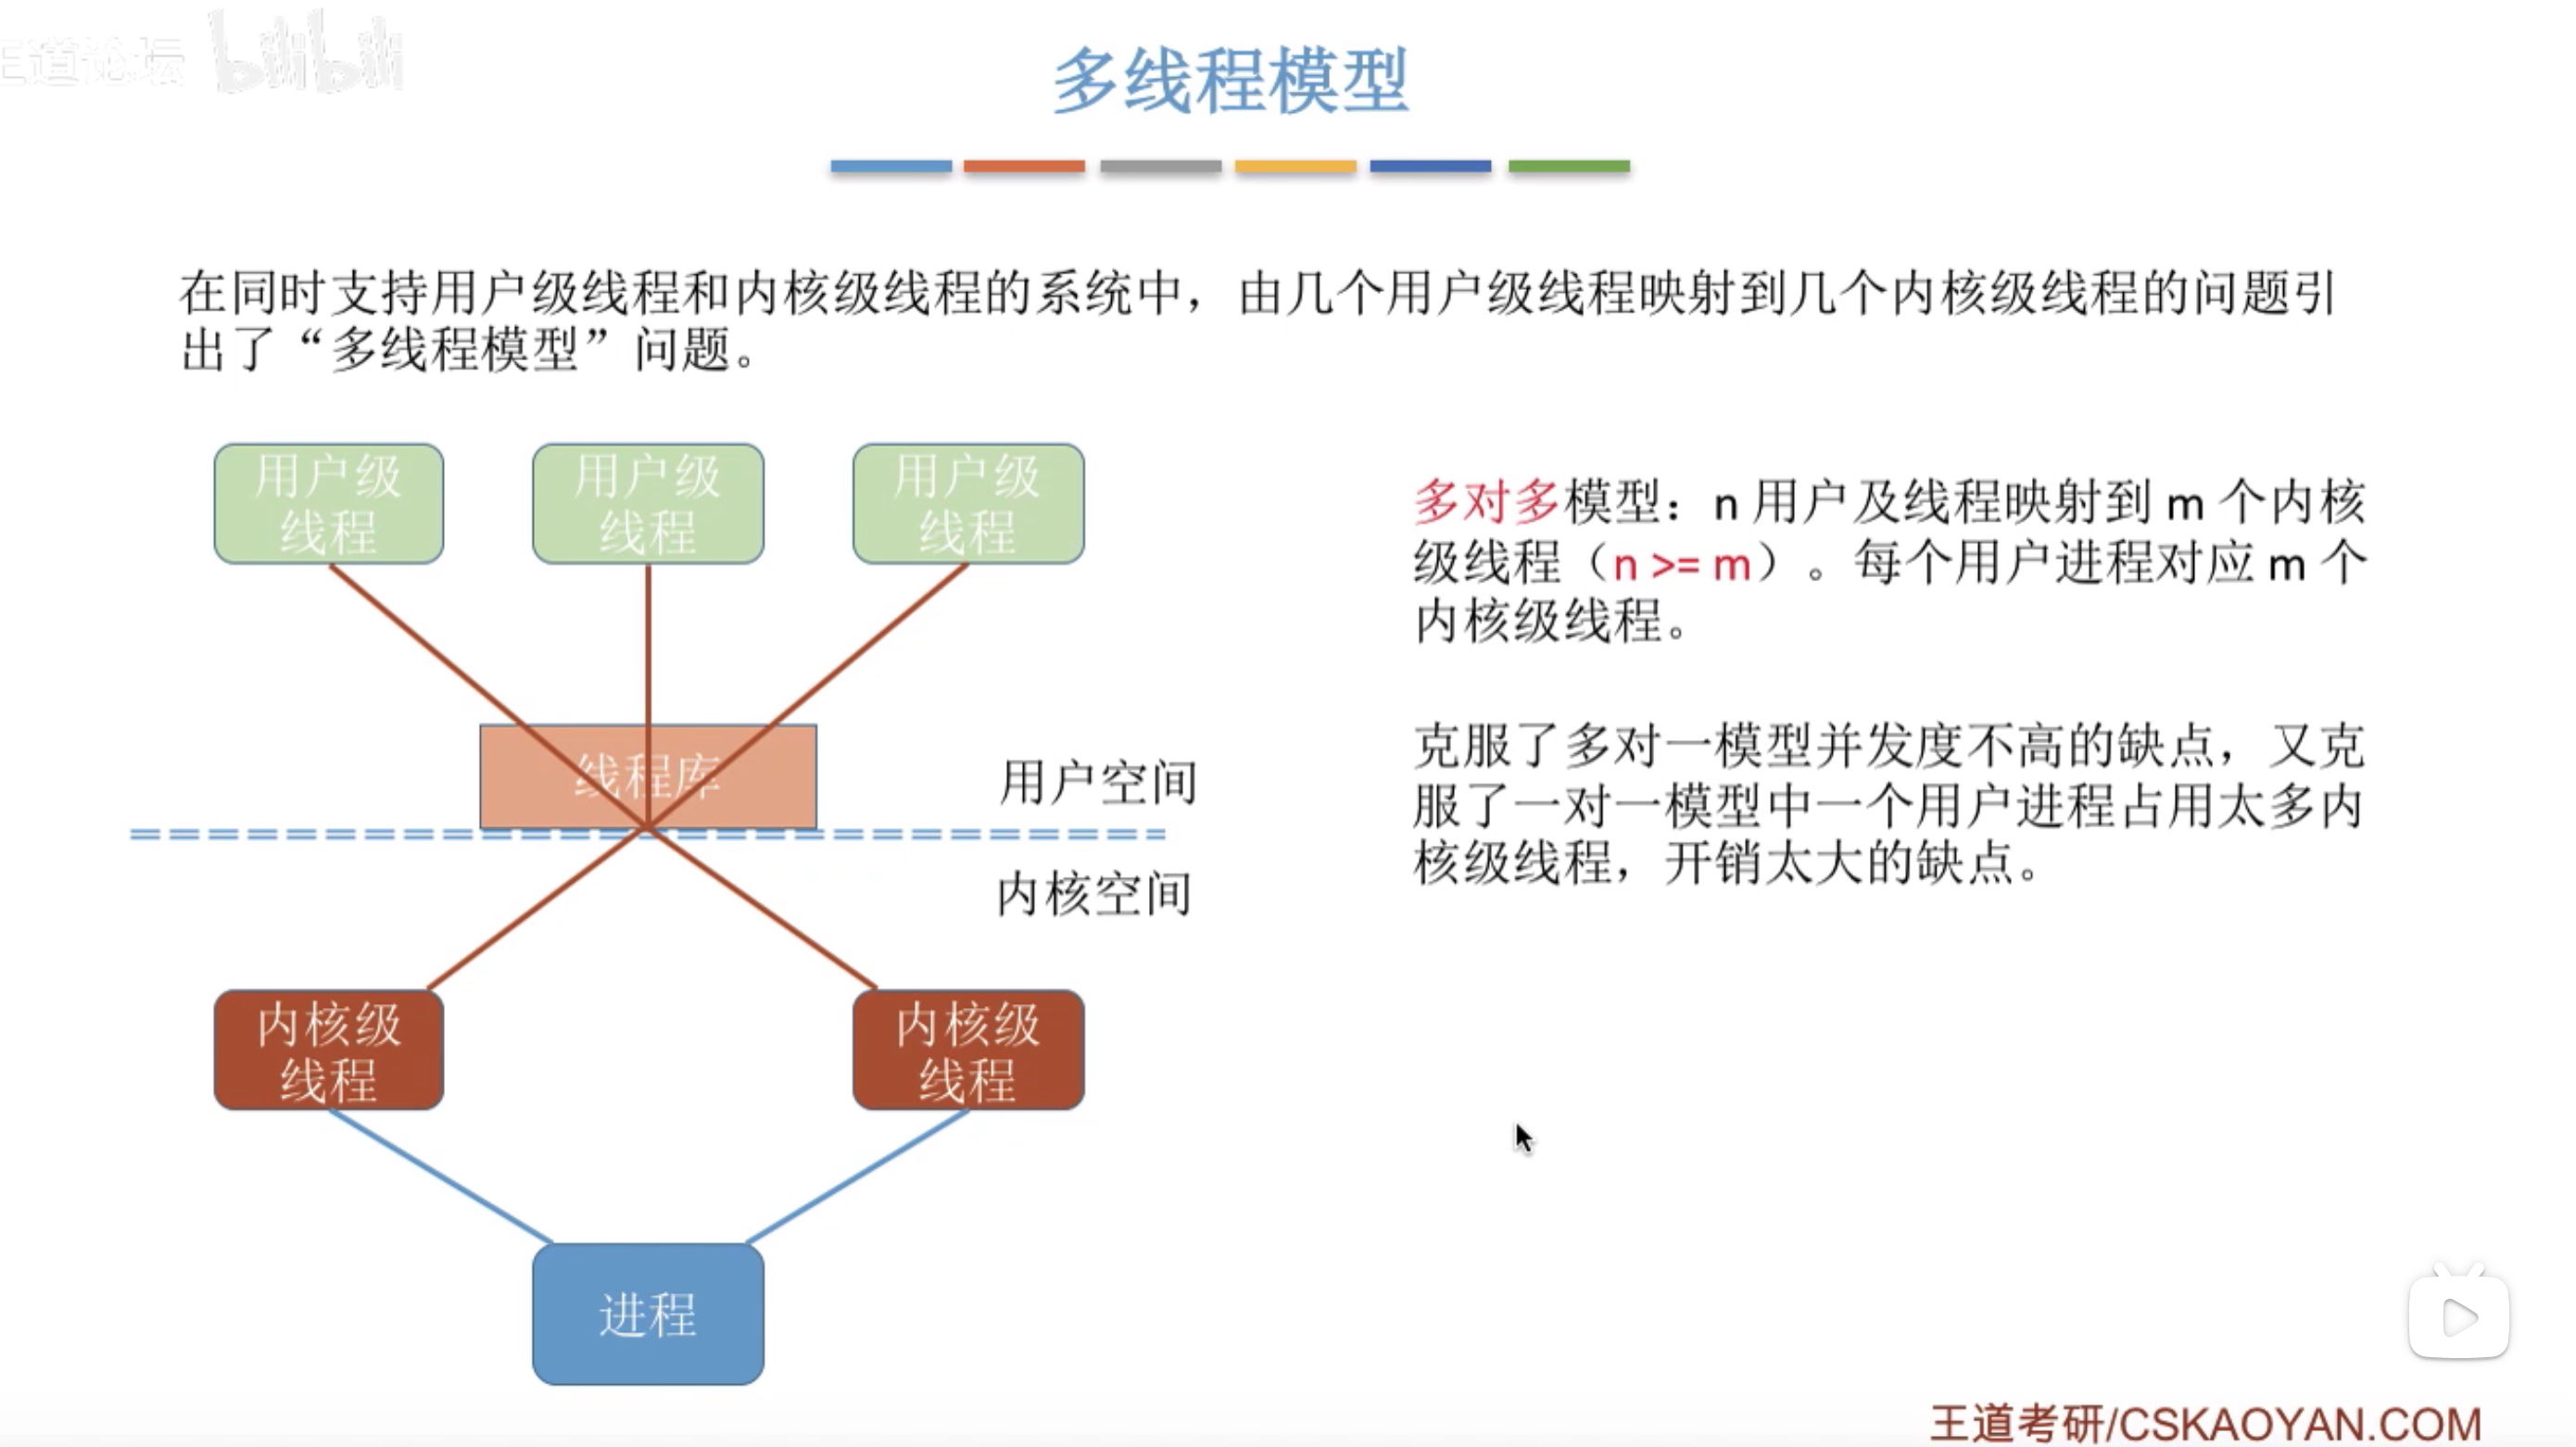 王道论坛 bilibili
多线程模型
在同时支持用户级线程和内核级线程的系统中，由几个用户级线程映射到几个内核级线程的问题引
出了“多线程模型”问题。
用户级
线程
用户级
线程
用户级
线程
线程库
用户空间
内核空间
内核级
线程
内核级
线程
进程
多对多模型：n 用户及线程映射到 m 个内核
级线程（n >= m）。每个用户进程对应 m 个
内核级线程。
克服了多对一模型并发度不高的缺点，又克
服了一对一模型中一个用户进程占用太多内
核级线程，开销太大的缺点。
王道考研/CSKAOYAN.COM